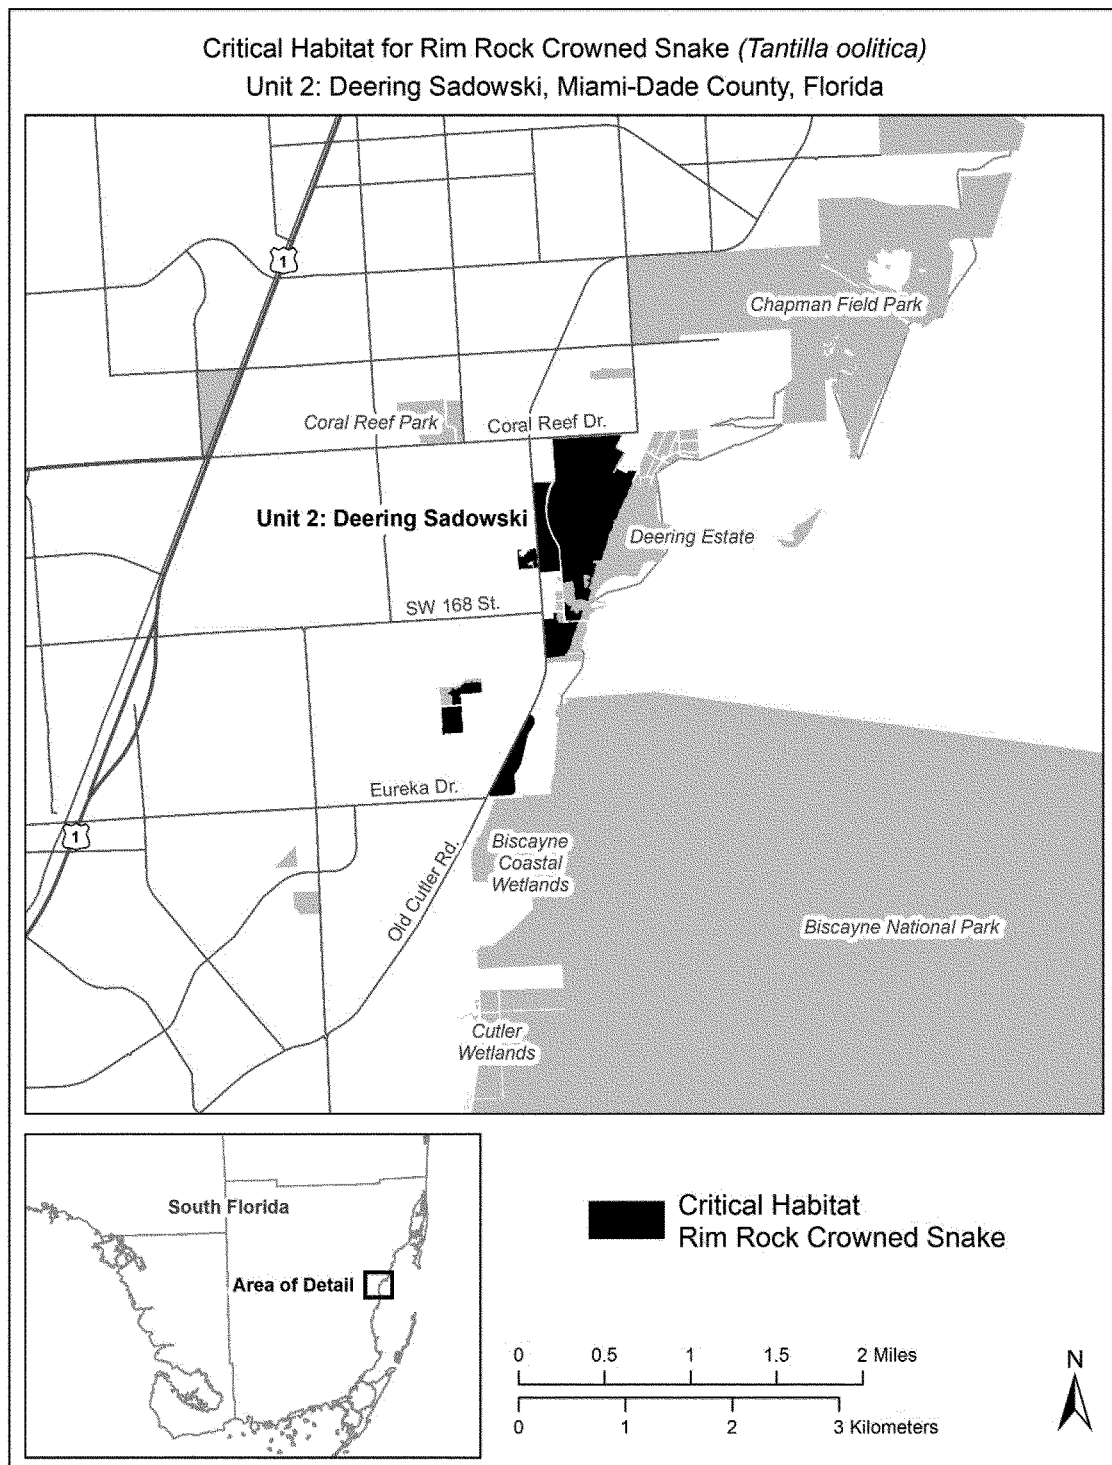 Critical Habitat for Rim Rock Crowned Snake (Tantilla oolitica)
Unit 2: Deering Sadowski, Miami-Dade County, Florida
1
Chapman Field Park
Coral Reef Park
Coral Reef Dr.
Unit 2: Deering Sadowski
Deering Estate
SW 168 St.
Eureka Dr.
1
Old Cutler Rd.
Biscayne
Coastal
Wetlands
Biscayne National Park
Cutler
Wetlands
South Florida
Area of Detail
Critical Habitat
Rim Rock Crowned Snake
0 0.5 1 1.5 2 Miles
0 1 2 3 Kilometers
N